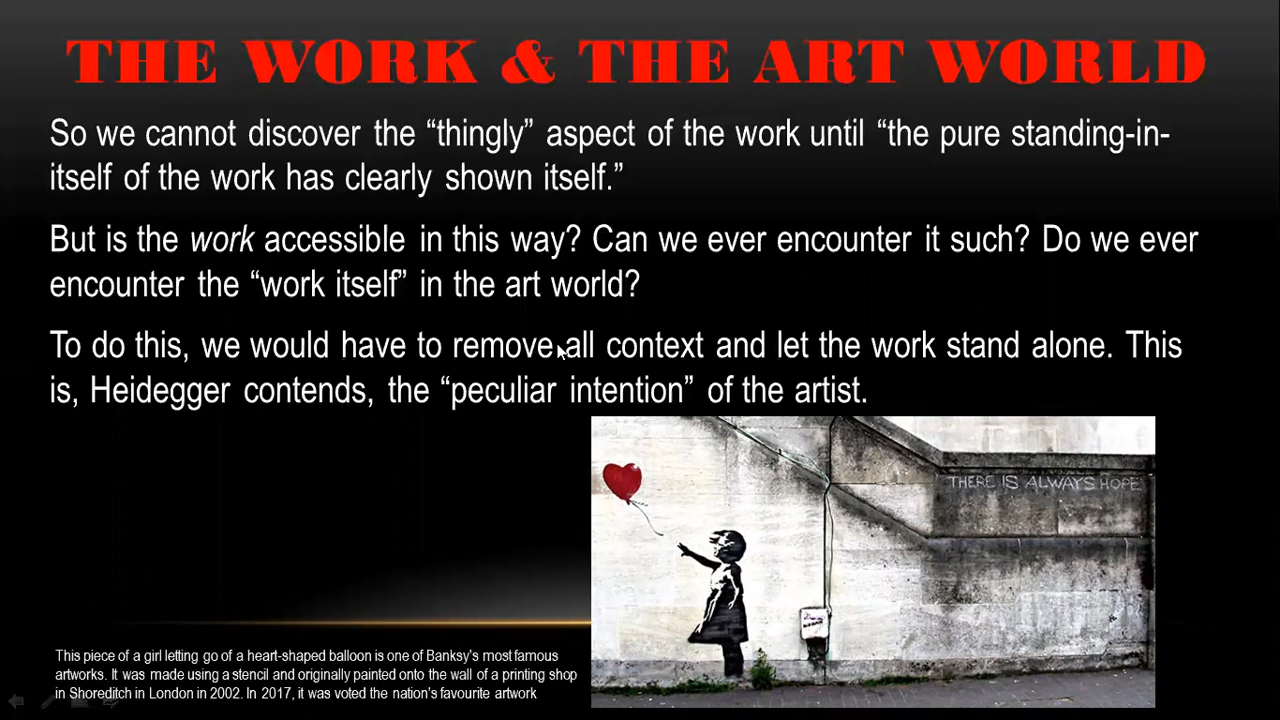 THE WORK & THE ART WORLD
So we cannot discover the “thingly” aspect of the work until “the pure standing-in-
itself of the work has clearly shown itself.”
But is the work accessible in this way? Can we ever encounter it such? Do we ever
encounter the “work itself” in the art world?
To do this, we would have to remove all context and let the work stand alone. This
is, Heidegger contends, the “peculiar intention” of the artist.
THERE IS ALWAYS HOPE
This piece of a girl letting go of a heart-shaped balloon is one of Banksy’s most famous
artworks. It was made using a stencil and originally painted onto the wall of a printing shop
in Shoreditch in London in 2002. In 2017, it was voted the nation’s favourite artwork